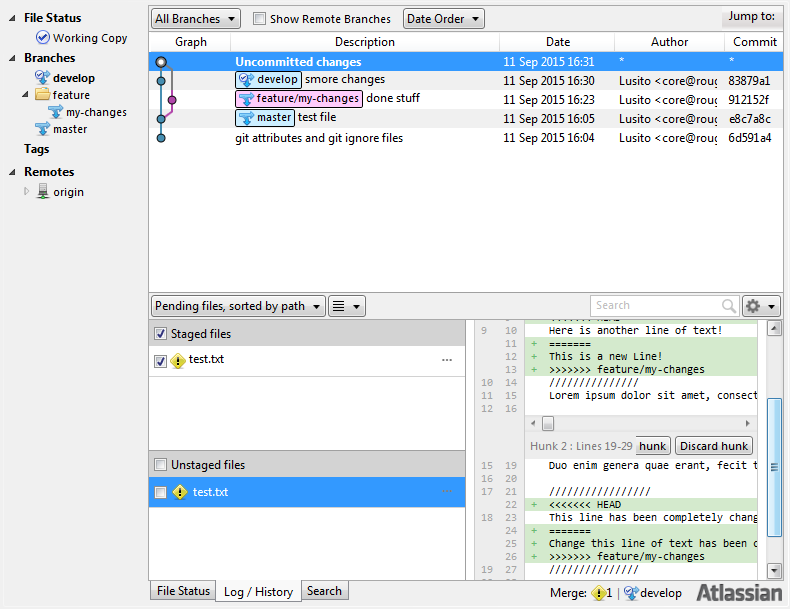 File Status
Working Copy
Branches
develop
feature
my-changes
master
Tags
Remotes
origin
All Branches Show Remote Branches Date Order Jump to:
Graph Description Date Author Commit
Uncommitted changes 11 Sep 2015 16:31 * *
develop smore changes 11 Sep 2015 16:30 Lusito <core@roug 83879a1
feature/my-changes done stuff 11 Sep 2015 16:23 Lusito <core@roug 912152f
master test file 11 Sep 2015 16:05 Lusito <core@roug e8c7a8c
git attributes and git ignore files 11 Sep 2015 16:04 Lusito <core@roug 6d591a4
Pending files, sorted by path Search
Staged files
test.txt ...
Unstaged files
test.txt
9 10 Here is another line of text!
11 + =======
12 + This is a new Line!
13 + >>>>>>> feature/my-changes
10 14 ///////////////
11 15 Lorem ipsum dolor sit amet, consect
12 16
Hunk 2 : Lines 19-29 hunk Discard hunk
15 19 Duo enim genera quae erant, fecit t
16 20
17 21 /////////////////
22 + <<<<<<< HEAD
18 23 This line has been completely chang
24 + =======
25 + Change this line of text has been c
26 + >>>>>>> feature/my-changes
19 27 ///////////////
File Status Log / History Search
Merge: 1 | develop Atlassian